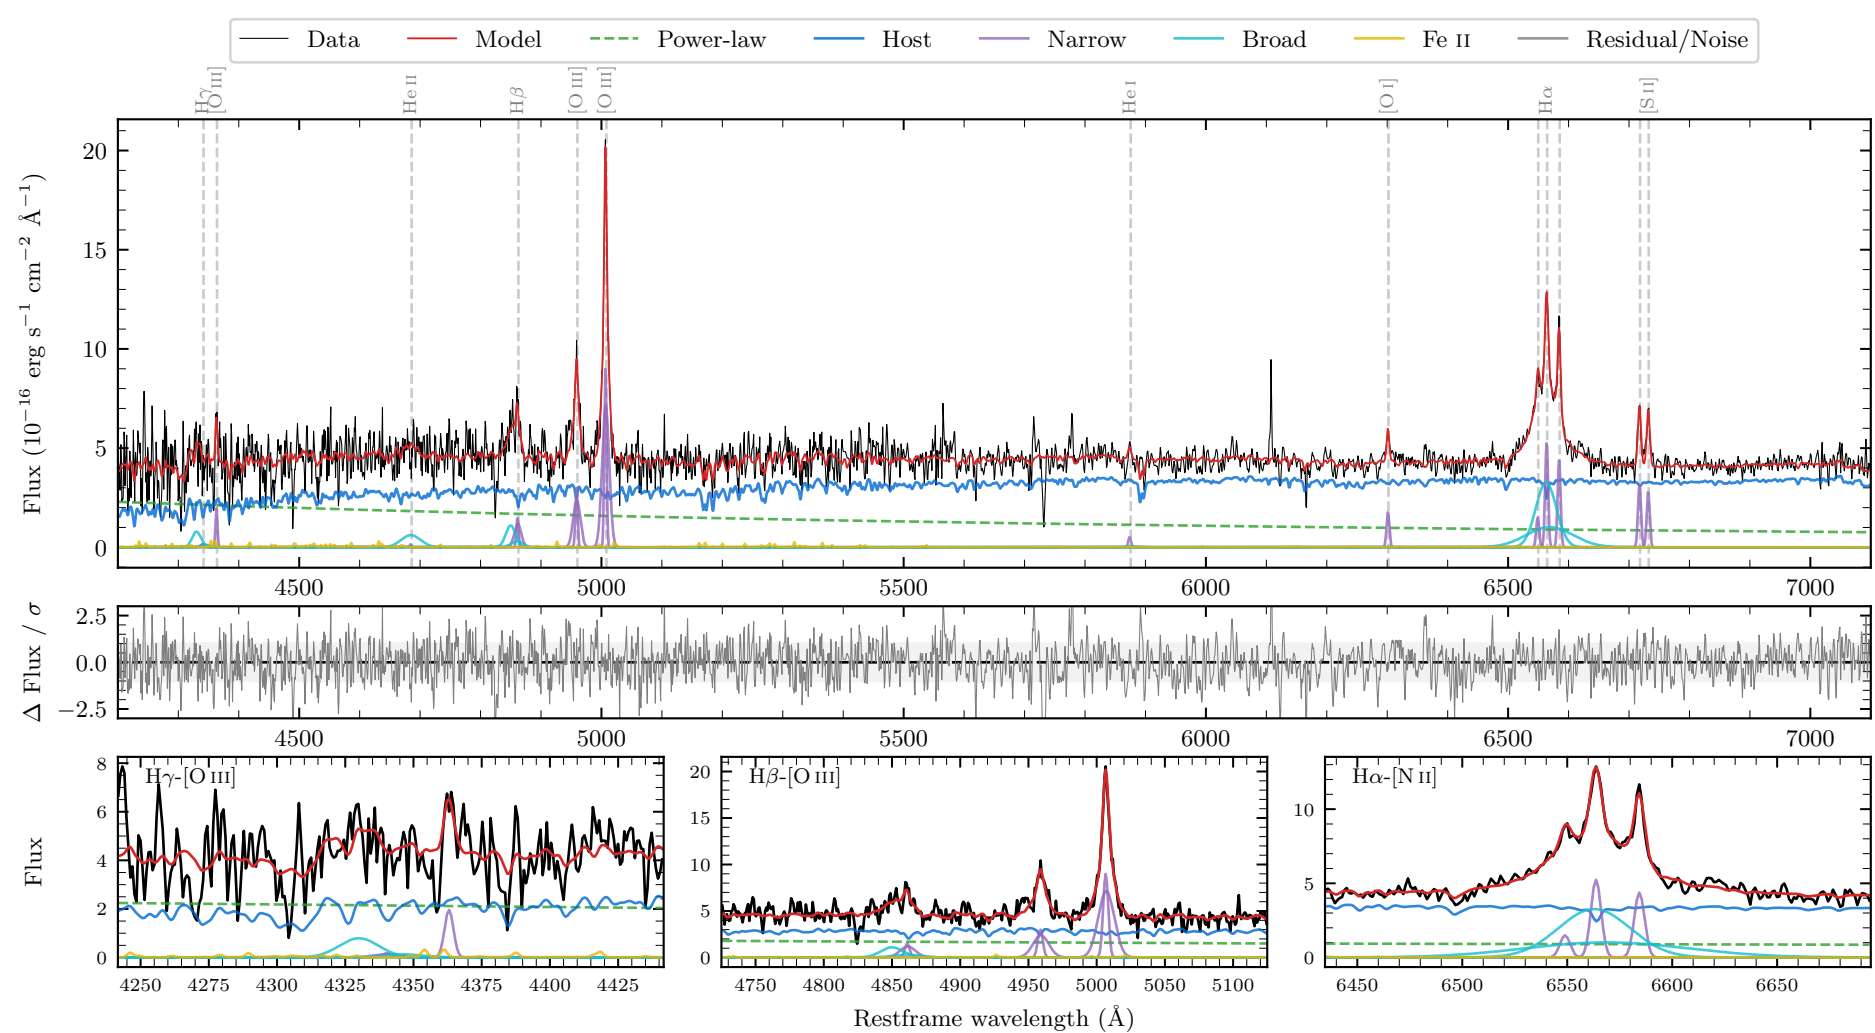 Data Model Power-law Host Narrow Broad Fe II Residual/Noise
Hγ [O III] He II Hβ [O III] [O III] He I [O I] Hα [S II]
Flux (10⁻¹⁶ erg s⁻¹ cm⁻² Å⁻¹)
20
15
10
5
0
4500 5000 5500 6000 6500 7000
Δ Flux / σ
2.5
0.0
−2.5
4500 5000 5500 6000 6500 7000
Flux
Hγ-[O III]
8
6
4
2
0
4250 4275 4300 4325 4350 4375 4400 4425
Hβ-[O III]
20
15
10
5
0
4750 4800 4850 4900 4950 5000 5050 5100
Hα-[N II]
10
5
0
6450 6500 6550 6600 6650
Restframe wavelength (Å)